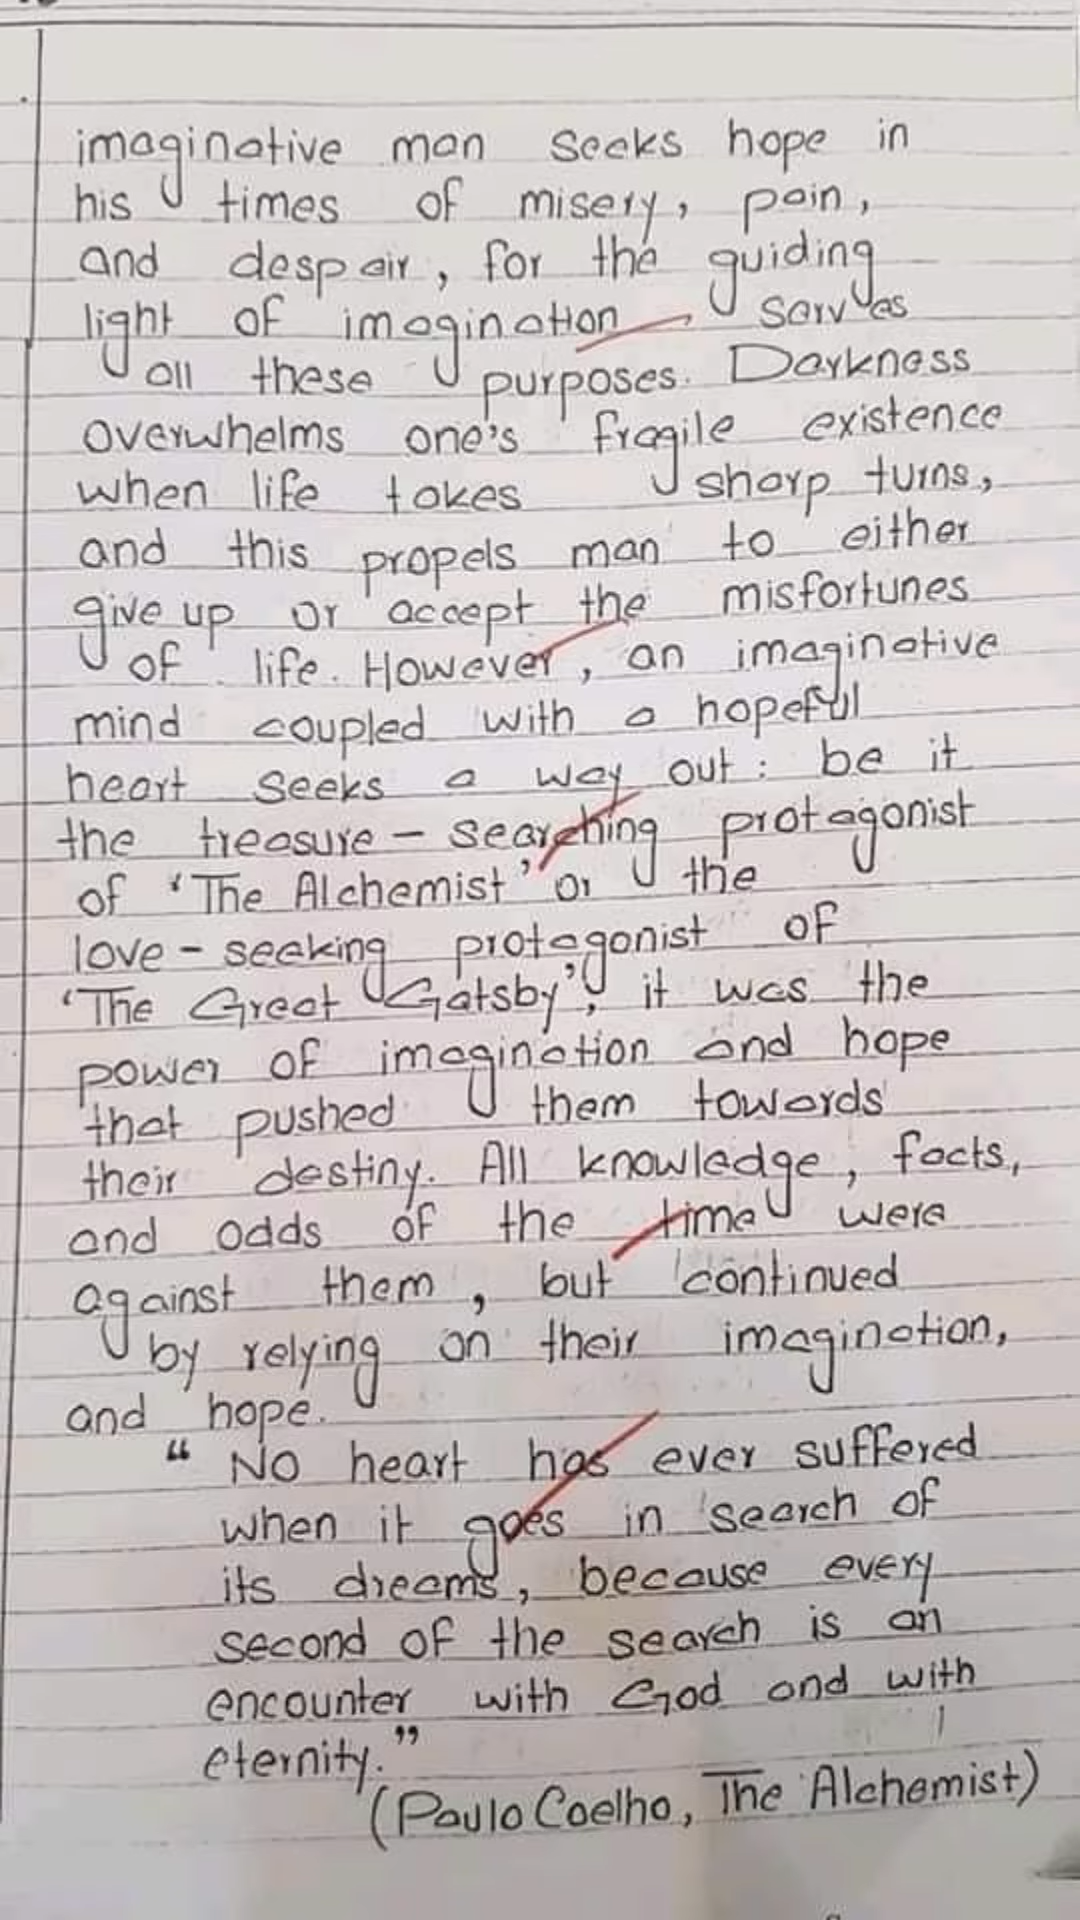 imaginative man seeks hope in
his times of misery, pain,
and despair, for the guiding
light of imagination serves
all these purposes. Darkness
overwhelms one's fragile existence
when life takes sharp turns,
and this propels man to either
give up or accept the misfortunes
of life. However, an imaginative
mind coupled with a hopeful
heart seeks a way out: be it
the treasure - searching protagonist
of 'The Alchemist' or the
love - seeking protagonist of
'The Great Gatsby', it was the
power of imagination and hope
that pushed them towards
their destiny. All knowledge, facts,
and odds of the time were
against them, but continued
by relying on their imagination,
and hope.
" No heart has ever suffered
when it goes in search of
its dreams, because every
second of the search is an
encounter with God and with
eternity."
(Paulo Coelho, The Alchemist)